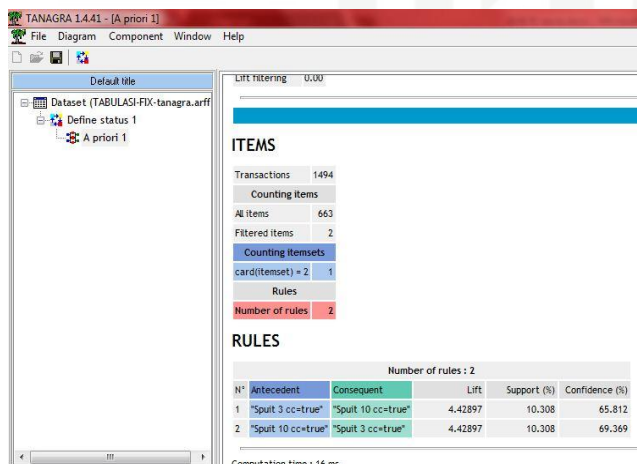 TANAGRA 1.4.41 - [A priori 1]
File Diagram Component Window Help
Default title
Dataset (TABULASI-FIX-tanagra.arff
Define status 1
A priori 1
Lift filtering 0.00
ITEMS
Transactions 1494
Counting items
All items 663
Filtered items 2
Counting itemsets
card(itemset) = 2 1
Rules
Number of rules 2
RULES
Number of rules : 2
N° Antecedent Consequent Lift Support (%) Confidence (%)
1 "Spuit 3 cc=true" "Spuit 10 cc=true" 4.42897 10.308 65.812
2 "Spuit 10 cc=true" "Spuit 3 cc=true" 4.42897 10.308 69.369
Computation time : 16 ms